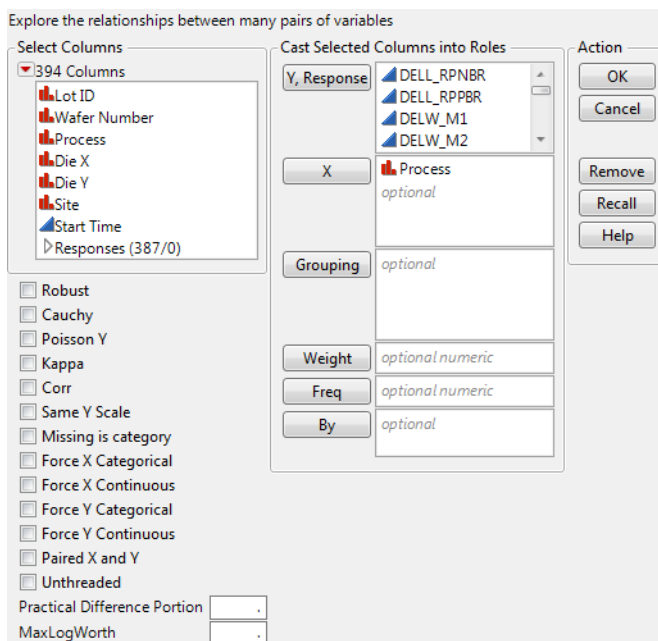 Explore the relationships between many pairs of variables
Select Columns
394 Columns
Lot ID
Wafer Number
Process
Die X
Die Y
Site
Start Time
Responses (387/0)
Robust
Cauchy
Poisson Y
Kappa
Corr
Same Y Scale
Missing is category
Force X Categorical
Force X Continuous
Force Y Categorical
Force Y Continuous
Paired X and Y
Unthreaded
Practical Difference Portion .
MaxLogWorth .
Cast Selected Columns into Roles
Y, Response
DELL_RPNBR
DELL_RPPBR
DELW_M1
DELW_M2
X
Process
optional
Grouping
optional
Weight
optional numeric
Freq
optional numeric
By
optional
Action
OK
Cancel
Remove
Recall
Help